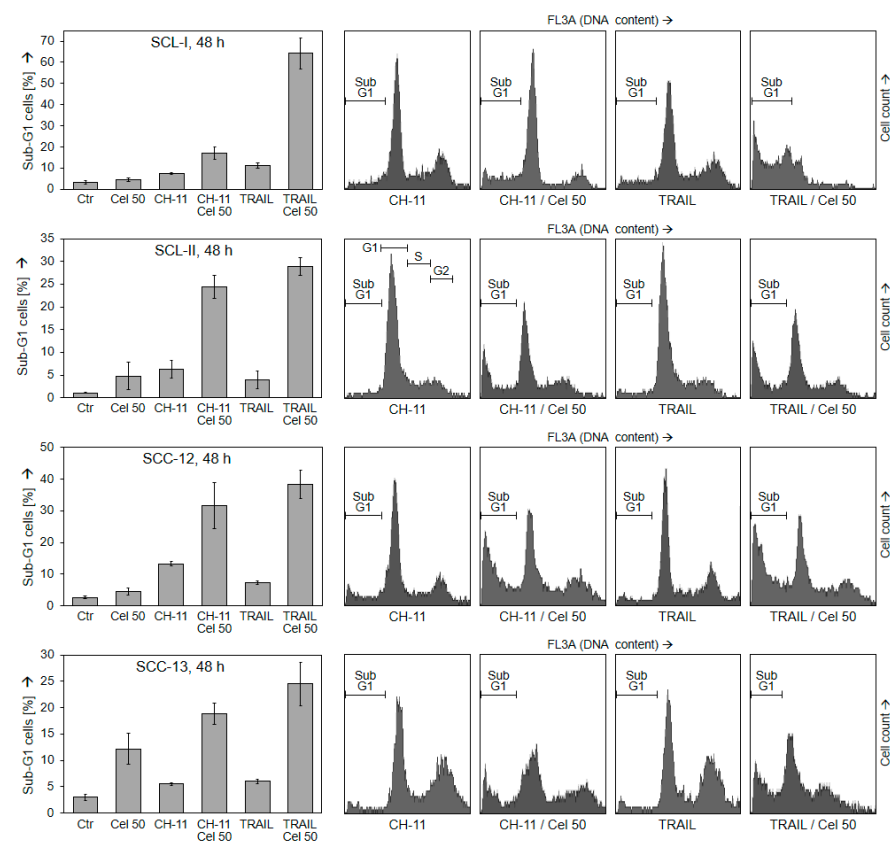 FL3A (DNA content) →
SCL-I, 48 h
Sub-G1 cells [%] →
70
60
50
40
30
20
10
0
Ctr Cel 50 CH-11 CH-11 Cel 50 TRAIL TRAIL Cel 50
Sub G1
Sub G1
Sub G1
Sub G1
Cell count →
CH-11 CH-11 / Cel 50 TRAIL TRAIL / Cel 50
FL3A (DNA content) →
SCL-II, 48 h
Sub-G1 cells [%] →
35
30
25
20
15
10
5
0
Ctr Cel 50 CH-11 CH-11 Cel 50 TRAIL TRAIL Cel 50
G1
S
G2
Sub G1
Sub G1
Sub G1
Sub G1
Cell count →
CH-11 CH-11 / Cel 50 TRAIL TRAIL / Cel 50
FL3A (DNA content) →
SCC-12, 48 h
Sub-G1 cells [%] →
50
40
30
20
10
0
Ctr Cel 50 CH-11 CH-11 Cel 50 TRAIL TRAIL Cel 50
Sub G1
Sub G1
Sub G1
Sub G1
Cell count →
CH-11 CH-11 / Cel 50 TRAIL TRAIL / Cel 50
FL3A (DNA content) →
SCC-13, 48 h
Sub-G1 cells [%] →
30
25
20
15
10
5
0
Ctr Cel 50 CH-11 CH-11 Cel 50 TRAIL TRAIL Cel 50
Sub G1
Sub G1
Sub G1
Sub G1
Cell count →
CH-11 CH-11 / Cel 50 TRAIL TRAIL / Cel 50